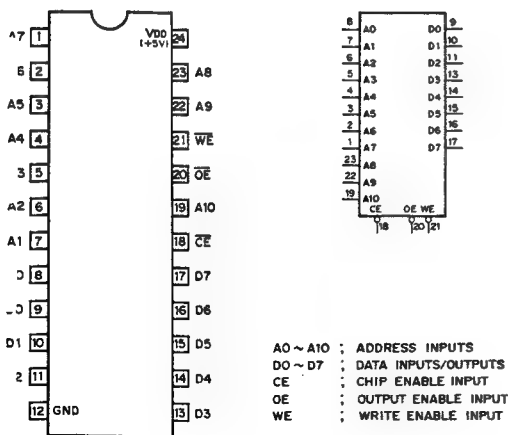 A7 1
VDD
(+5V) 24
6 2
23 A8
A5 3
22 A9
A4 4
21 WE
3 5
20 OE
A2 6
19 A10
A1 7
18 CE
8
17 D7
9
16 D6
D1 10
15 D5
2 11
14 D4
12 GND
13 D3
8 A0 D0 9
7 A1 D1 10
6 A2 D2 11
5 A3 D3 13
4 A4 D4 14
3 A5 D5 15
2 A6 D6 16
1 A7 D7 17
23 A8
22 A9
19 A10
CE OE WE
18 20 21
A0 ~ A10 ; ADDRESS INPUTS
D0 ~ D7 ; DATA INPUTS/OUTPUTS
CE ; CHIP ENABLE INPUT
OE ; OUTPUT ENABLE INPUT
WE ; WRITE ENABLE INPUT